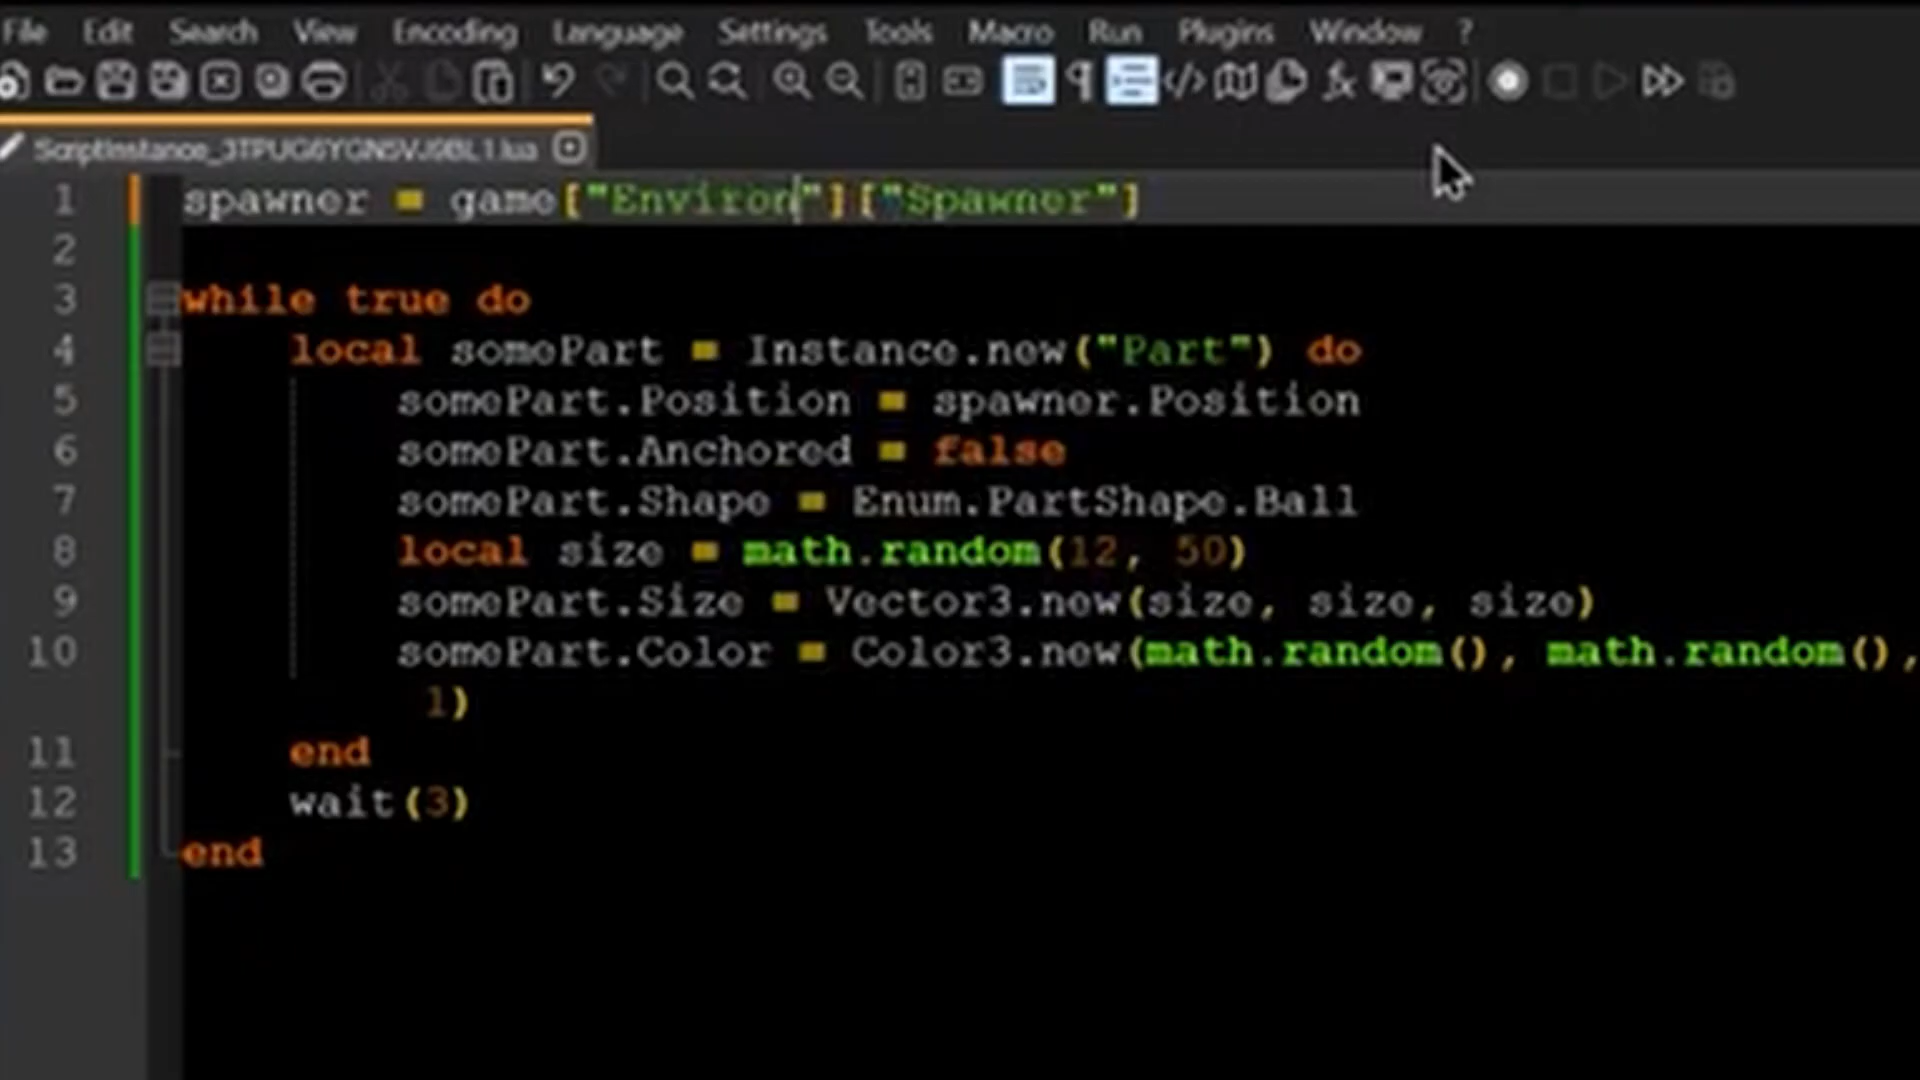 File Edit Search View Encoding Language Settings Tools Macro Run Plugins Window ?
1 spawner = game["Environ"]["Spawner"]
2
3 while true do
4 local somePart = Instance.new("Part") do
5 somePart.Position = spawner.Position
6 somePart.Anchored = false
7 somePart.Shape = Enum.PartShape.Ball
8 local size = math.random(12, 50)
9 somePart.Size = Vector3.new(size, size, size)
10 somePart.Color = Color3.new(math.random(), math.random(),
1)
11 end
12 wait(3)
13 end